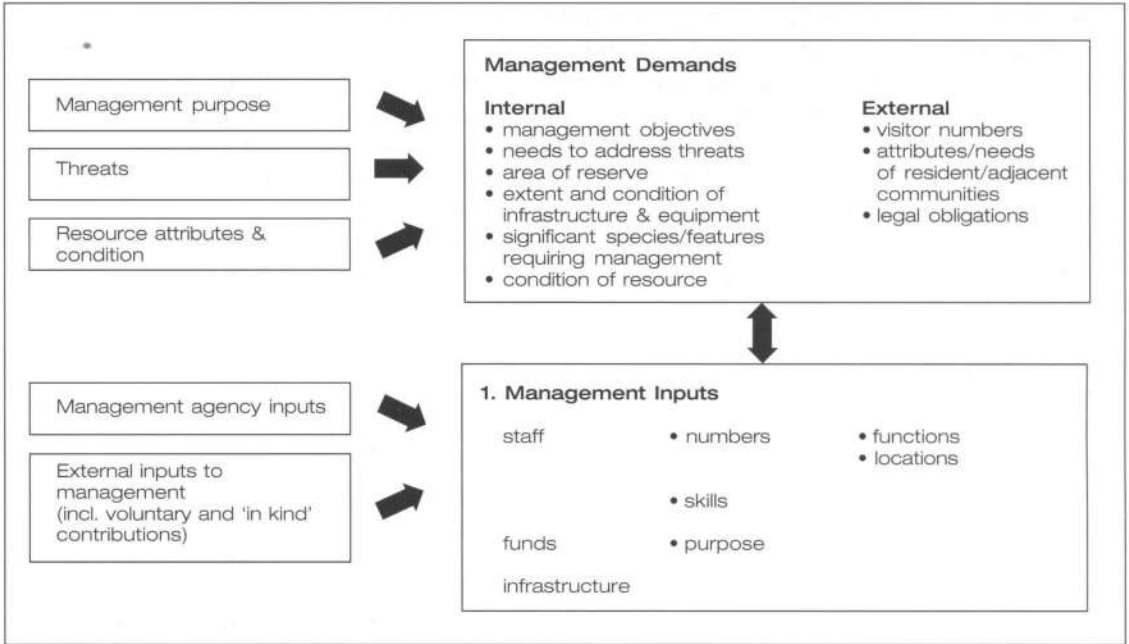 Management purpose
Threats
Resource attributes &
condition
Management Demands
Internal
• management objectives
• needs to address threats
• area of reserve
• extent and condition of
infrastructure & equipment
• significant species/features
requiring management
• condition of resource
External
• visitor numbers
• attributes/needs
of resident/adjacent
communities
• legal obligations
Management agency inputs
External inputs to
management
(incl. voluntary and ‘in kind’
contributions)
1. Management Inputs
staff
• numbers
• functions
• locations
• skills
funds
• purpose
infrastructure